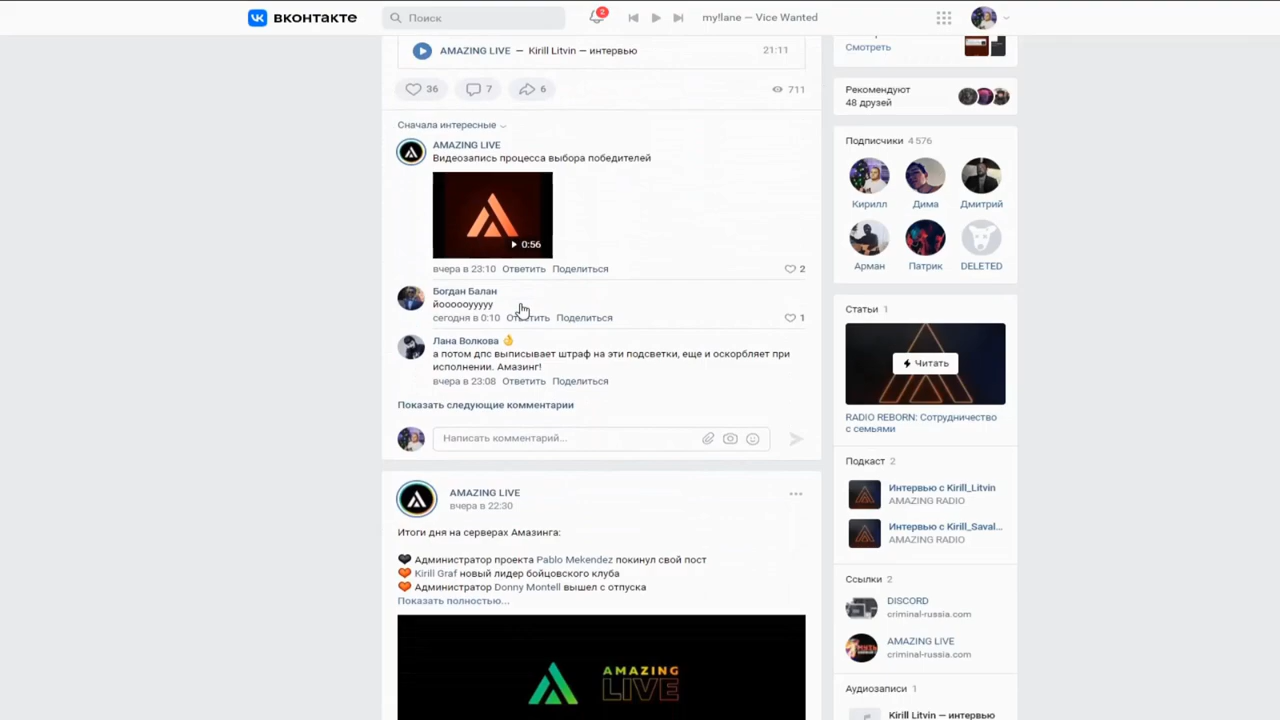 вконтакте
Поиск
2
my!lane — Vice Wanted
AMAZING LIVE — Kirill Litvin — интервью
21:11
36
7
6
711
Сначала интересные
AMAZING LIVE
Видеозапись процесса выбора победителей
0:56
вчера в 23:10 Ответить Поделиться
2
Богдан Балан
йоооооууууу
сегодня в 0:10 Ответить Поделиться
1
Лана Волкова 👌
а потом дпс выписывает штраф на эти подсветки, еще и оскорбляет при
исполнении. Амазинг!
вчера в 23:08 Ответить Поделиться
Показать следующие комментарии
Написать комментарий...
AMAZING LIVE
вчера в 22:30
Итоги дня на серверах Амазинга:
🖤 Администратор проекта Pablo Mekendez покинул свой пост
🧡 Kirill Graf новый лидер бойцовского клуба
🧡 Администратор Donny Montell вышел с отпуска
Показать полностью...
AMAZING
LIVE
Смотреть
Рекомендуют
48 друзей
Подписчики 4 576
Кирилл
Дима
Дмитрий
Арман
Патрик
DELETED
Статьи 1
Читать
RADIO REBORN: Сотрудничество
с семьями
Подкаст 2
Интервью с Kirill_Litvin
AMAZING RADIO
Интервью с Kirill_Saval...
AMAZING RADIO
Ссылки 2
DISCORD
criminal-russia.com
AMAZING LIVE
criminal-russia.com
Аудиозаписи 1
Kirill Litvin — интервью